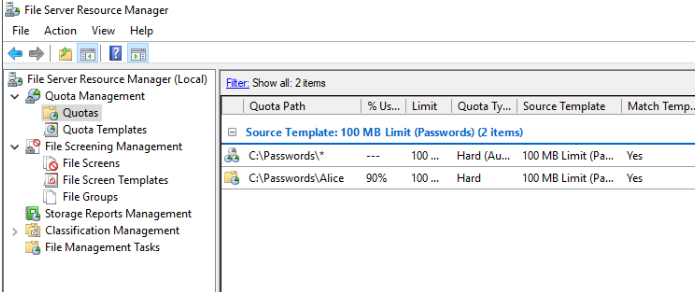 File Server Resource Manager
File Action View Help
File Server Resource Manager (Local)
Quota Management
Quotas
Quota Templates
File Screening Management
File Screens
File Screen Templates
File Groups
Storage Reports Management
Classification Management
File Management Tasks
Filter: Show all: 2 items
Quota Path % Us... Limit Quota Ty... Source Template Match Temp...
Source Template: 100 MB Limit (Passwords) (2 items)
C:\Passwords\* --- 100 ... Hard (Au... 100 MB Limit (Pa... Yes
C:\Passwords\Alice 90% 100 ... Hard 100 MB Limit (Pa... Yes